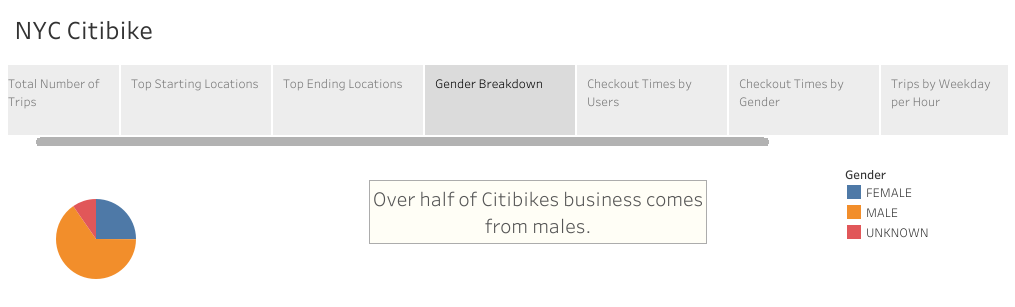 NYC Citibike
Total Number of
Trips
Top Starting Locations
Top Ending Locations
Gender Breakdown
Checkout Times by
Users
Checkout Times by
Gender
Trips by Weekday
per Hour
Over half of Citibikes business comes
from males.
Gender
FEMALE
MALE
UNKNOWN